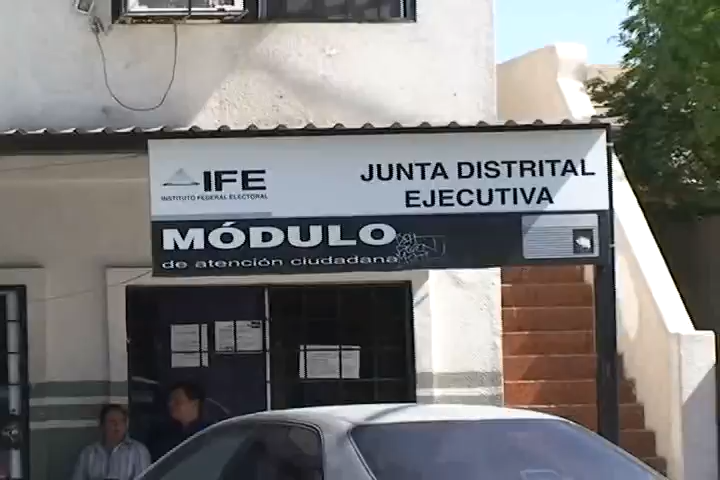 IFE
INSTITUTO FEDERAL ELECTORAL
JUNTA DISTRITAL
EJECUTIVA
MÓDULO
de atención ciudadana